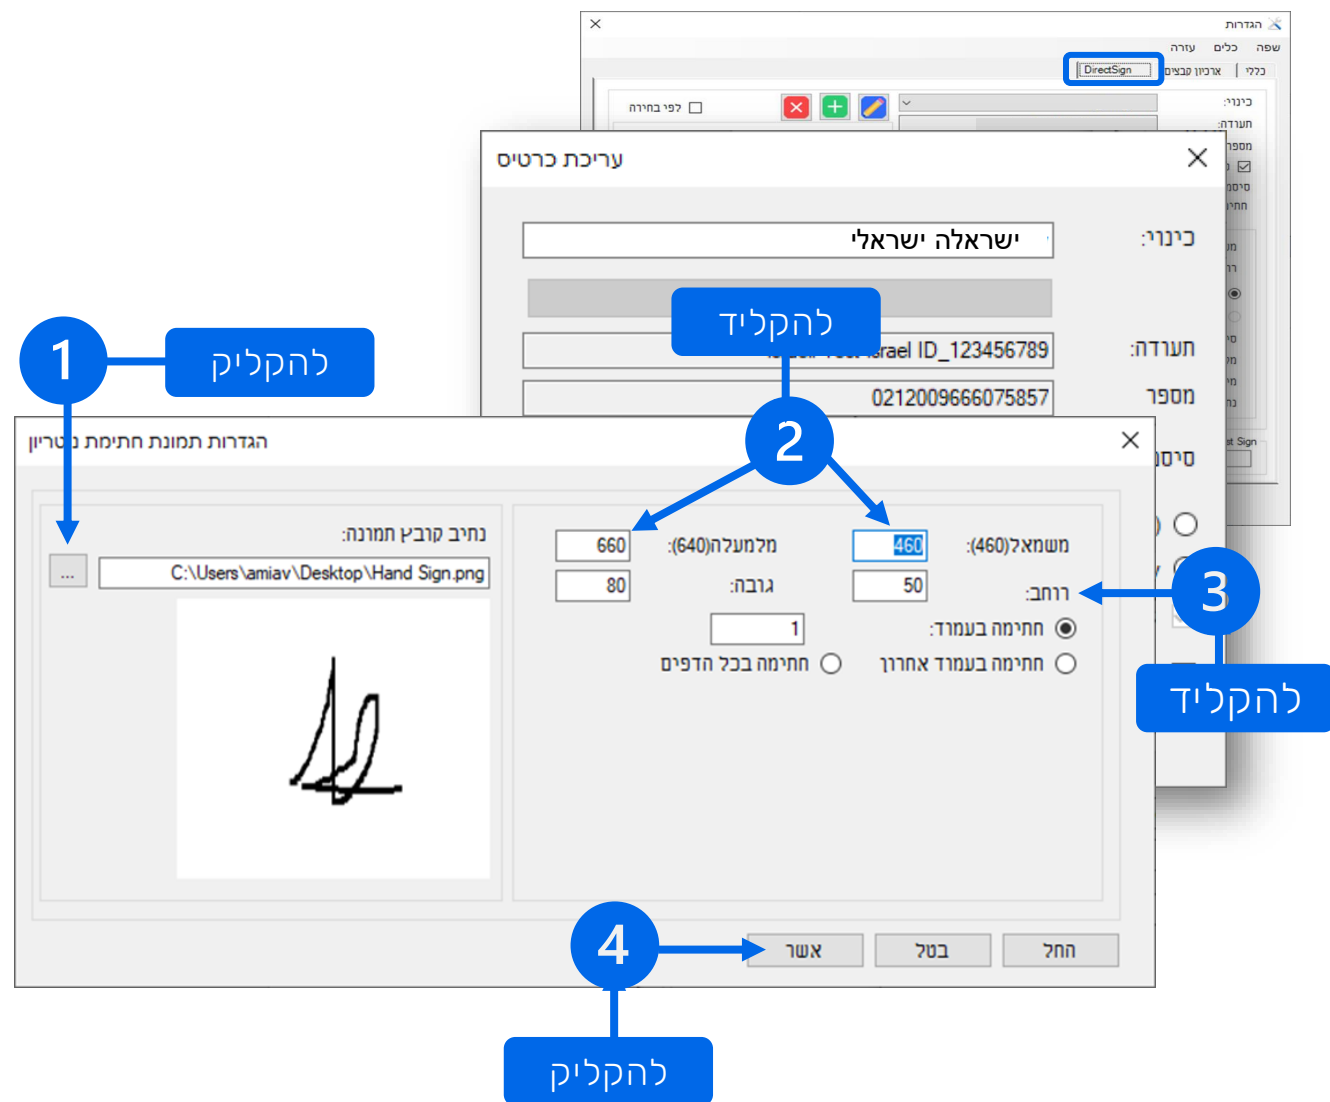 הגדרות
שפה כלים עזרה
כללי ארכיון קבצים DirectSign
כינוי:
לפי בחירה
תעודה:
מספר
עריכת כרטיס
כינוי: ישראלה ישראלי
תעודה: ID_123456789
מספר 0212009666075857
להקליד
2
1
להקליק
הגדרות תמונת חתימת נוטריון
משמאל(460): 460 מלמעלה(640): 660
רוחב: 50 גובה: 80
חתימה בעמוד: 1
חתימה בעמוד אחרון חתימה בכל הדפים
נתיב קובץ תמונה:
C:\Users\amiav\Desktop\Hand Sign.png ...
3
להקליד
החל בטל אשר
4
להקליק